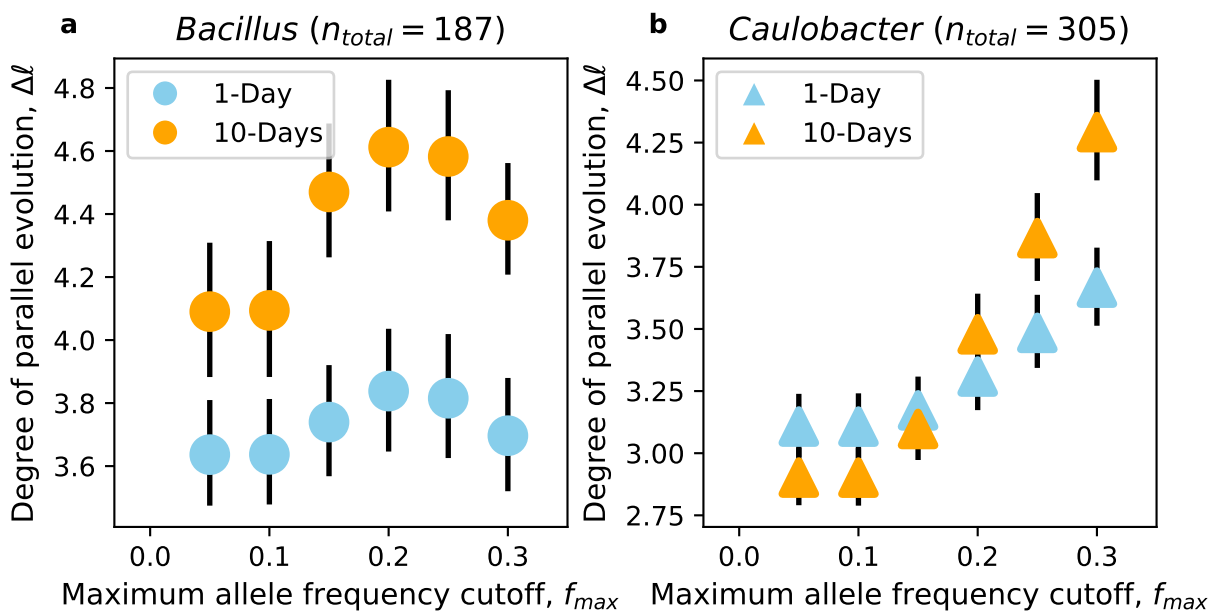 a
Bacillus (n_total = 187)
Degree of parallel evolution, Δℓ
4.8
4.6
4.4
4.2
4.0
3.8
3.6
1-Day
10-Days
0.0 0.1 0.2 0.3
Maximum allele frequency cutoff, f_max
b
Caulobacter (n_total = 305)
Degree of parallel evolution, Δℓ
4.50
4.25
4.00
3.75
3.50
3.25
3.00
2.75
1-Day
10-Days
0.0 0.1 0.2 0.3
Maximum allele frequency cutoff, f_max